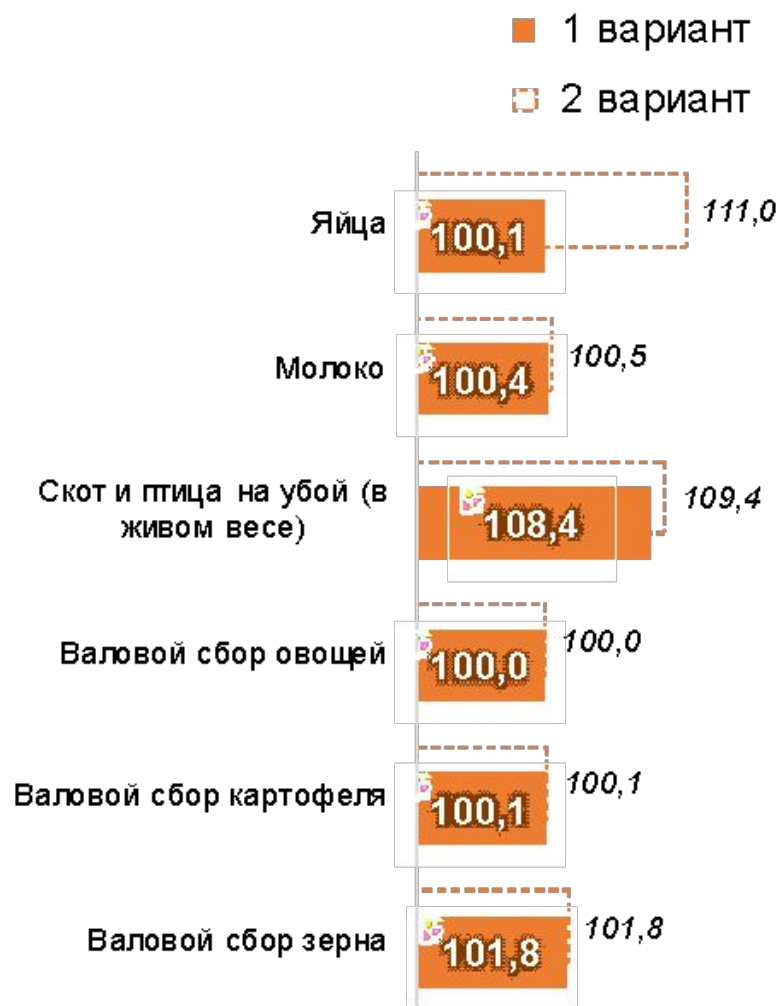 1 вариант
2 вариант
Яйца
100,1
111,0
Молоко
100,4
100,5
Скот и птица на убой (в
живом весе)
108,4
109,4
Валовой сбор овощей
100,0
100,0
Валовой сбор картофеля
100,1
100,1
Валовой сбор зерна
101,8
101,8